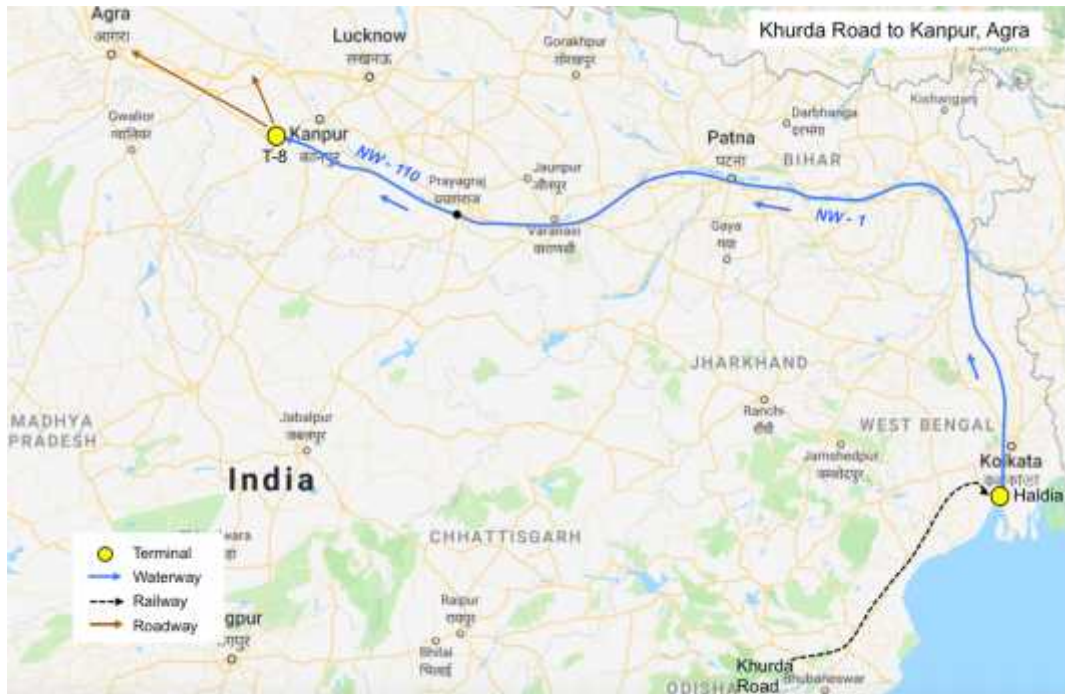 Khurda Road to Kanpur, Agra
Agra
आगरा
Lucknow
लखनऊ
Gorakhpur
गोरखपुर
Gwalior
ग्वालियर
Kanpur
कानपुर
T-8
NW - 110
Prayagraj
प्रयागराज
Jaunpur
जौनपुर
Varanasi
वाराणसी
Darbhanga
दरभंगा
Kishanganj
Patna
पटना
BIHAR
NW - 1
Gaya
गया
JHARKHAND
Ranchi
राँची
Jamshedpur
जमशेदपुर
WEST BENGAL
Kolkata
Haldia
MADHYA
PRADESH
Jabalpur
जबलपुर
India
CHHATTISGARH
Terminal
Waterway
Railway
Roadway
Raipur
रायपुर
Bhilai
भिलाई
Khurda
Road
Bhubaneswar
ODISHA